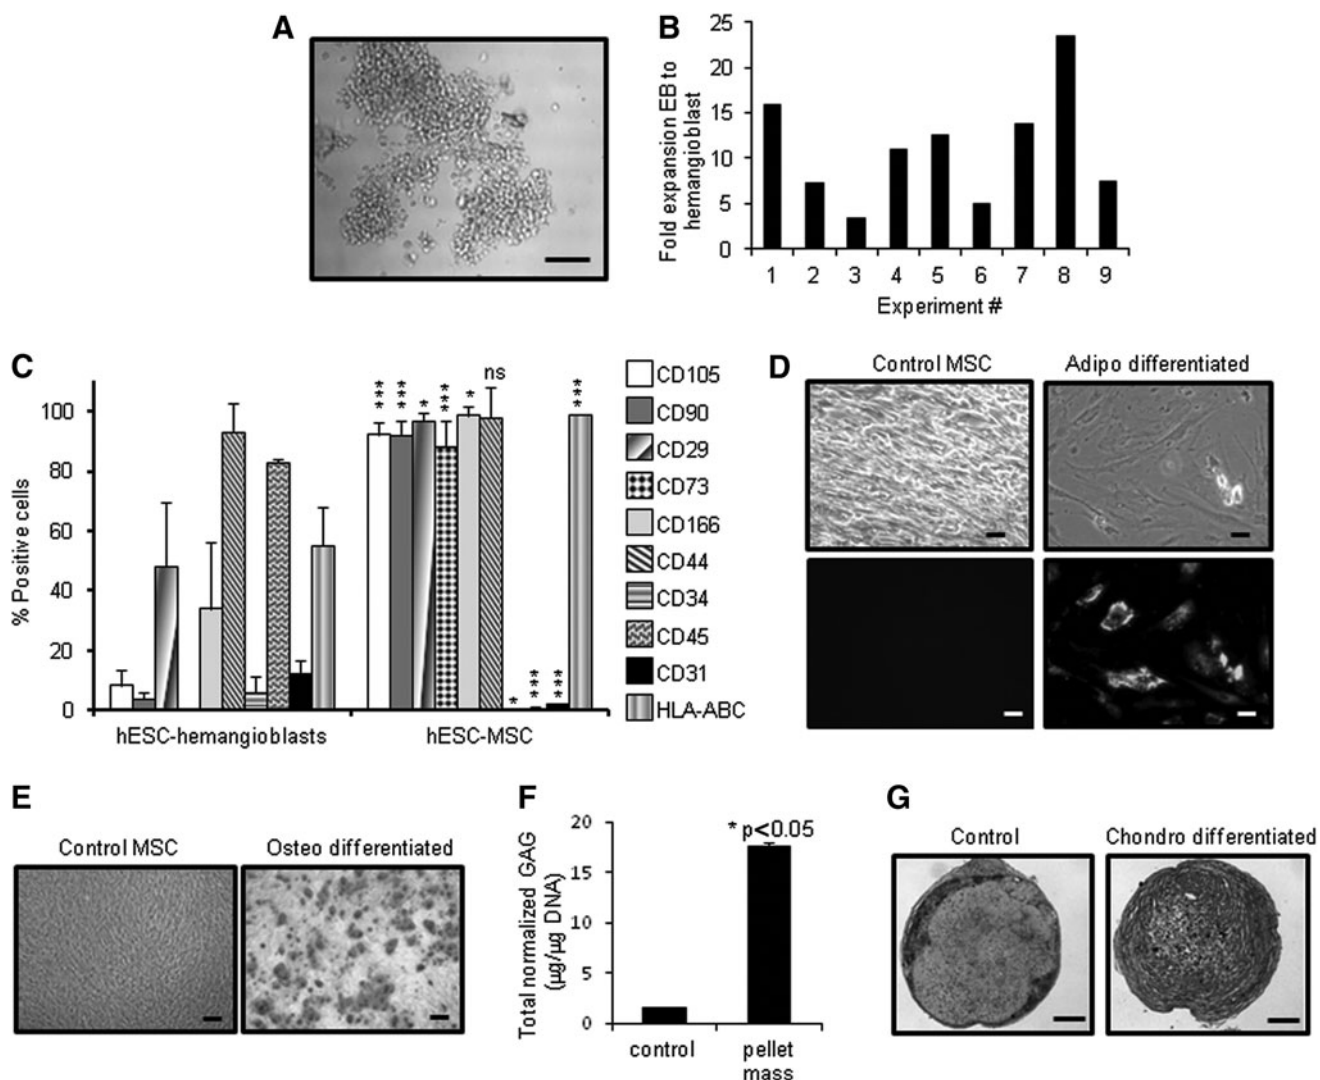 A
B
Fold expansion EB to
hemangioblast
25
20
15
10
5
0
1 2 3 4 5 6 7 8 9
Experiment #
C
% Positive cells
100
80
60
40
20
0
*** *** * *** * ns * *** *** ***
hESC-hemangioblasts
hESC-MSC
CD105
CD90
CD29
CD73
CD166
CD44
CD34
CD45
CD31
HLA-ABC
D
Control MSC
Adipo differentiated
E
Control MSC
Osteo differentiated
F
Total normalized GAG
(µg/µg DNA)
20
15
10
5
0
* p<0.05
control
pellet
mass
G
Control
Chondro differentiated